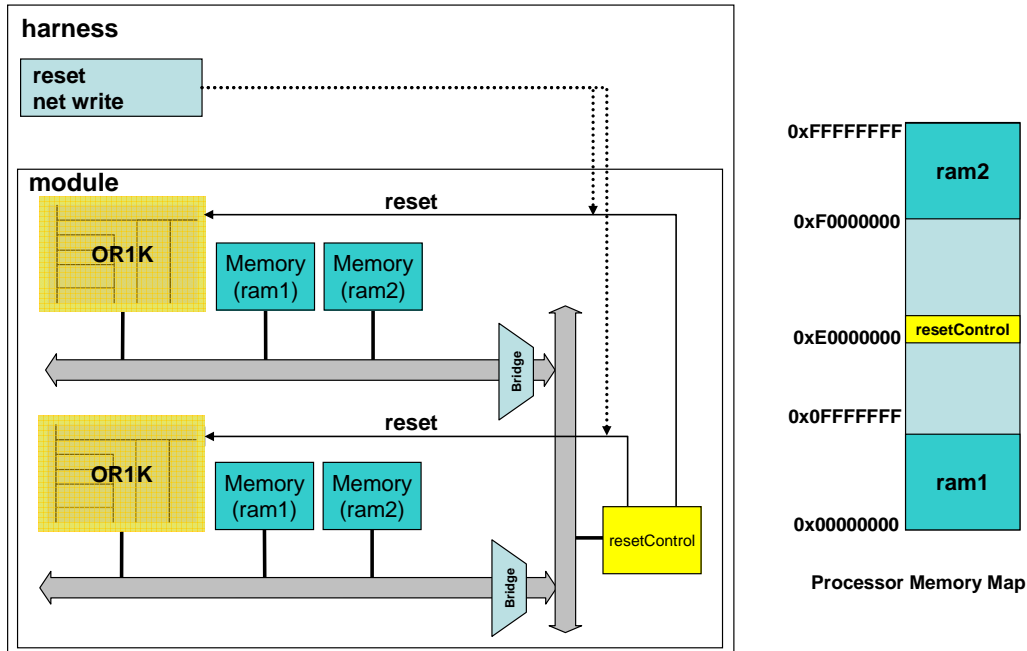 harness
reset
net write
module
reset
OR1K
Memory
(ram1)
Memory
(ram2)
Bridge
reset
OR1K
Memory
(ram1)
Memory
(ram2)
Bridge
resetControl
0xFFFFFFFF
ram2
0xF0000000
resetControl
0xE0000000
0x0FFFFFFF
ram1
0x00000000
Processor Memory Map